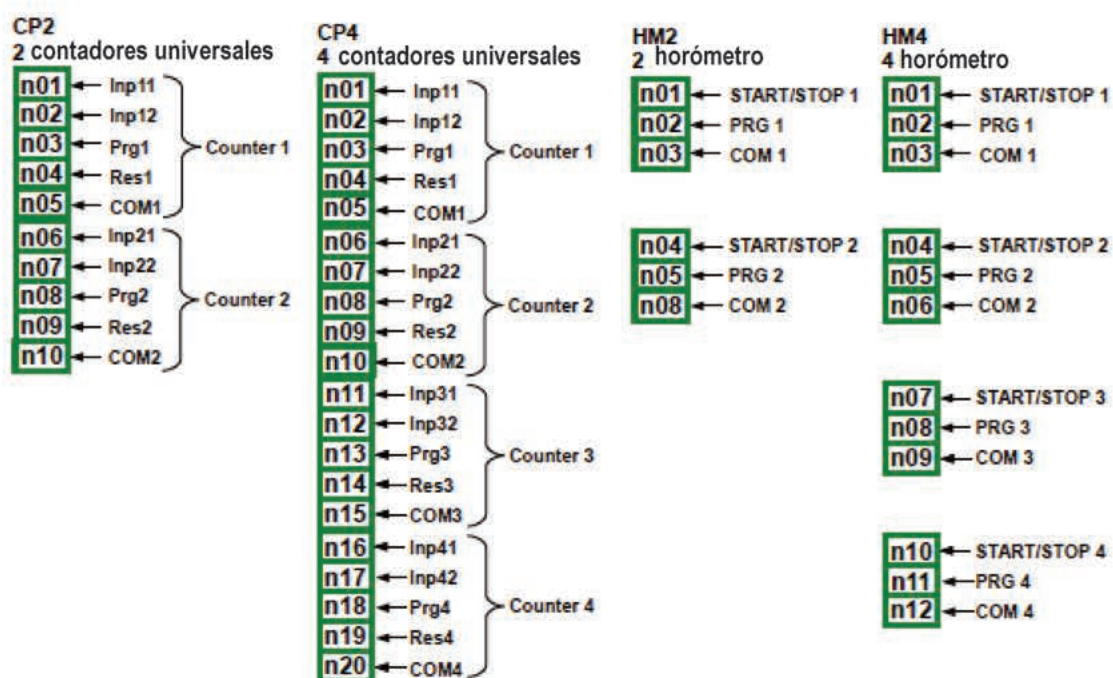 CP2
2 contadores universales
n01 Inp11
n02 Inp12
n03 Prg1
n04 Res1
n05 COM1
Counter 1
n06 Inp21
n07 Inp22
n08 Prg2
n09 Res2
n10 COM2
Counter 2
CP4
4 contadores universales
n01 Inp11
n02 Inp12
n03 Prg1
n04 Res1
n05 COM1
Counter 1
n06 Inp21
n07 Inp22
n08 Prg2
n09 Res2
n10 COM2
Counter 2
n11 Inp31
n12 Inp32
n13 Prg3
n14 Res3
n15 COM3
Counter 3
n16 Inp41
n17 Inp42
n18 Prg4
n19 Res4
n20 COM4
Counter 4
HM2
2 horómetro
n01 START/STOP 1
n02 PRG 1
n03 COM 1
n04 START/STOP 2
n05 PRG 2
n08 COM 2
HM4
4 horómetro
n01 START/STOP 1
n02 PRG 1
n03 COM 1
n04 START/STOP 2
n05 PRG 2
n06 COM 2
n07 START/STOP 3
n08 PRG 3
n09 COM 3
n10 START/STOP 4
n11 PRG 4
n12 COM 4